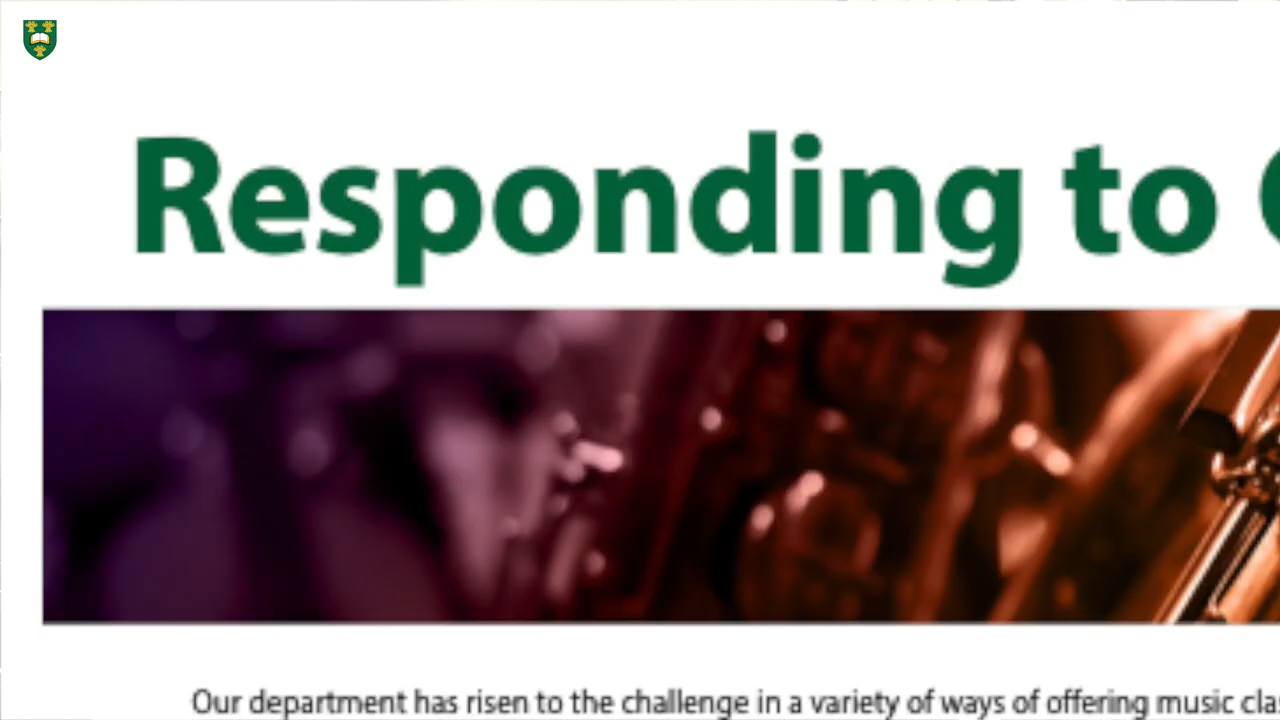 Responding to
Our department has risen to the challenge in a variety of ways of offering music